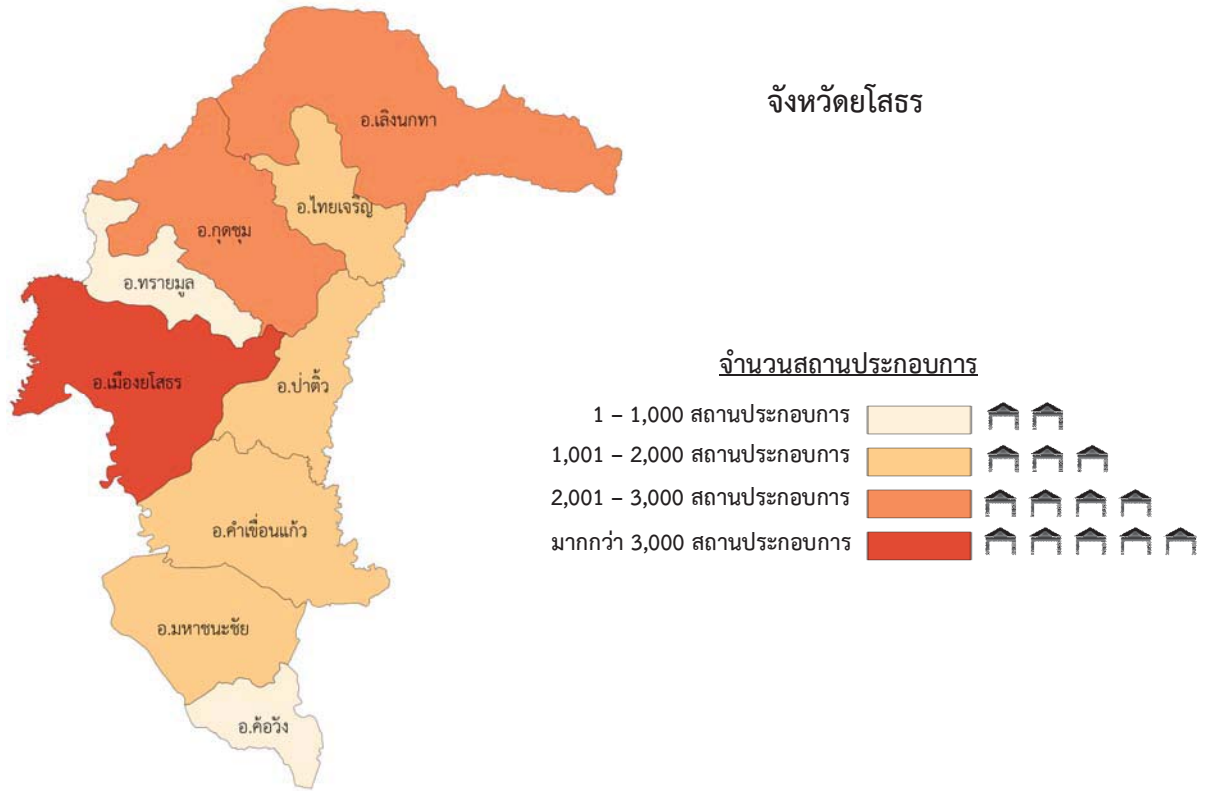 จังหวัดยโสธร
อ.เลิงนกทา
อ.ไทยเจริญ
อ.กุดชุม
อ.ทรายมูล
อ.เมืองยโสธร
อ.ป่าติ้ว
อ.คำเขื่อนแก้ว
อ.มหาชนะชัย
อ.ค้อวัง
จำนวนสถานประกอบการ
1 – 1,000 สถานประกอบการ
1,001 – 2,000 สถานประกอบการ
2,001 – 3,000 สถานประกอบการ
มากกว่า 3,000 สถานประกอบการ